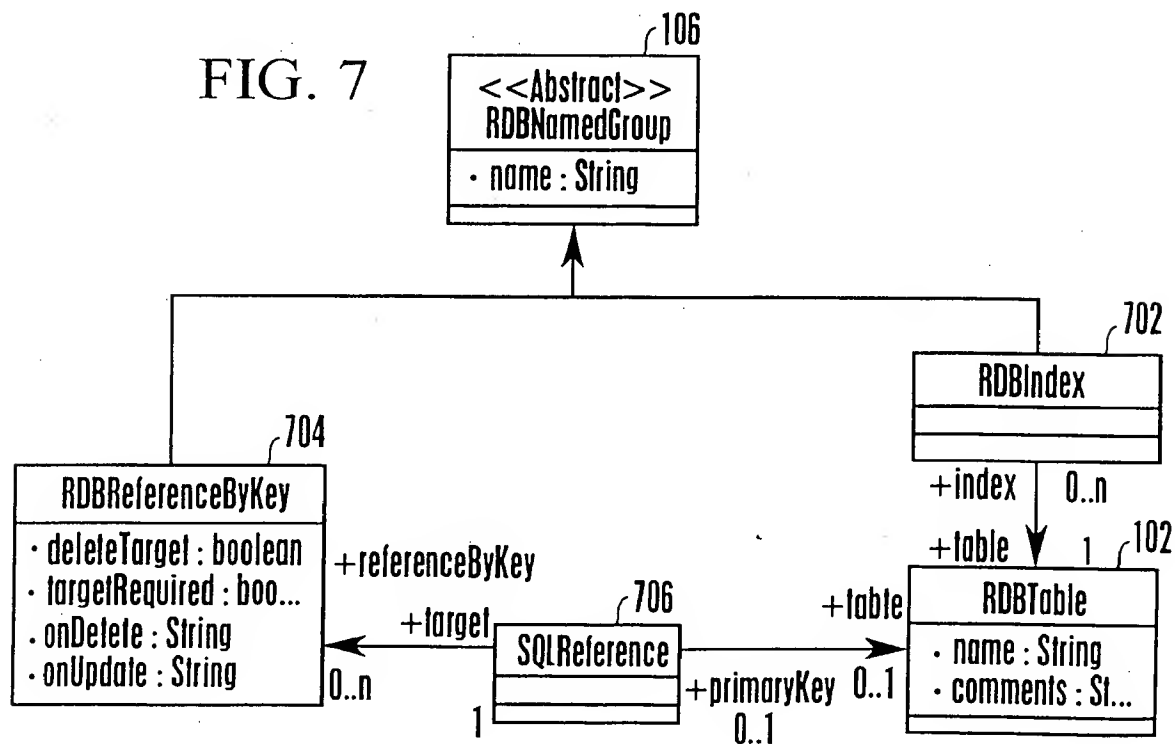 FIG. 7
106
<<Abstract>>
RDBNamedGroup
· name : String
702
RDBIndex
704
RDBReferenceByKey
· deleteTarget : boolean
· targetRequired : boo...
· onDelete : String
· onUpdate : String
+index 0..n
+table 1
102
RDBTable
· name : String
· comments : St...
+referenceByKey
+target
0..n
706
SQLReference
1
+table
+primaryKey 0..1
0..1